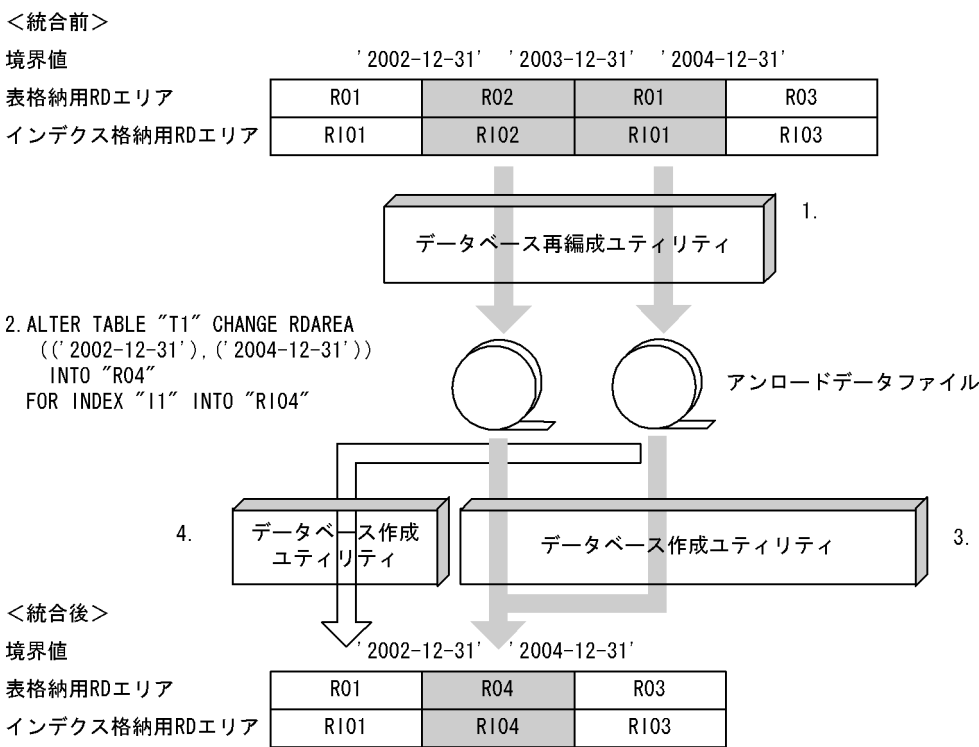 ＜統合前＞
境界値 '2002-12-31' '2003-12-31' '2004-12-31'
表格納用RDエリア R01 R02 R01 R03
インデクス格納用RDエリア RI01 RI02 RI01 RI03
1.
データベース再編成ユティリティ
2.ALTER TABLE "T1" CHANGE RDAREA
(('2002-12-31'),('2004-12-31'))
INTO "R04"
FOR INDEX "I1" INTO "RI04"
アンロードデータファイル
4.
データベース作成
ユティリティ
データベース作成ユティリティ
3.
＜統合後＞
境界値 '2002-12-31' '2004-12-31'
表格納用RDエリア R01 R04 R03
インデクス格納用RDエリア RI01 RI04 RI03